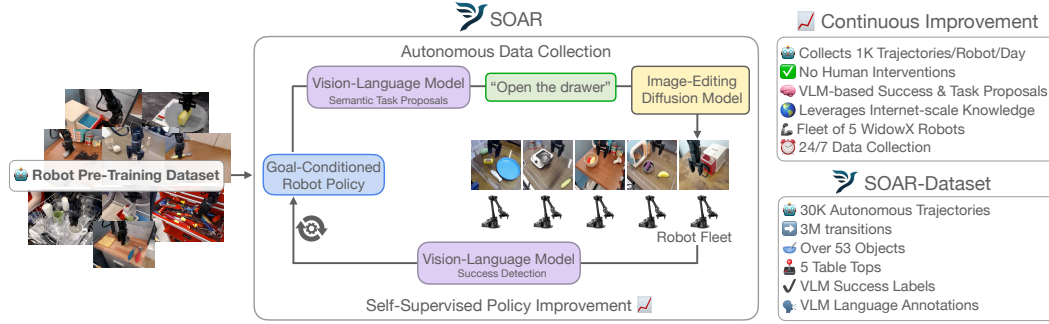 SOAR
Autonomous Data Collection
Vision-Language Model
Semantic Task Proposals
“Open the drawer”
Image-Editing
Diffusion Model
Robot Pre-Training Dataset
Goal-Conditioned
Robot Policy
Robot Fleet
Vision-Language Model
Success Detection
Self-Supervised Policy Improvement
Continuous Improvement
Collects 1K Trajectories/Robot/Day
No Human Interventions
VLM-based Success & Task Proposals
Leverages Internet-scale Knowledge
Fleet of 5 WidowX Robots
24/7 Data Collection
SOAR-Dataset
30K Autonomous Trajectories
3M transitions
Over 53 Objects
5 Table Tops
VLM Success Labels
VLM Language Annotations